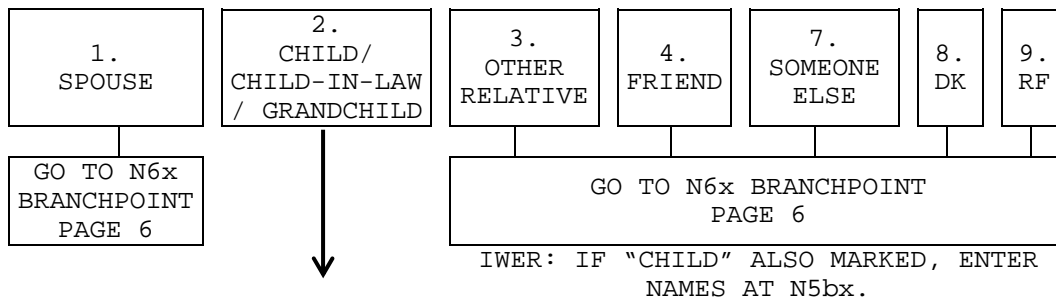 1.
SPOUSE
2.
CHILD/
CHILD-IN-LAW
/ GRANDCHILD
3.
OTHER
RELATIVE
4.
FRIEND
7.
SOMEONE
ELSE
8.
DK
9.
RF
GO TO N6x
BRANCHPOINT
PAGE 6
GO TO N6x BRANCHPOINT
PAGE 6
IWER: IF “CHILD” ALSO MARKED, ENTER
NAMES AT N5bx.